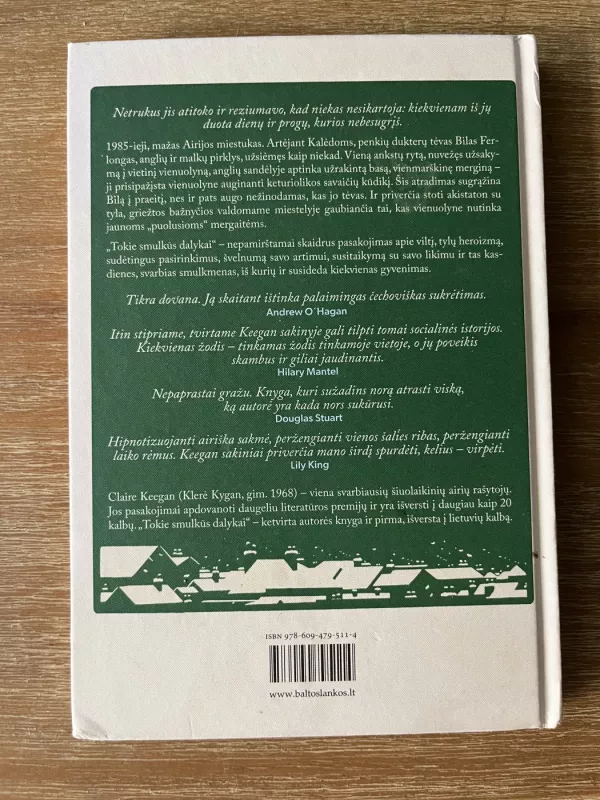 Netrukus jis atitoko ir reziumavo, kad niekas nesikartoja: kiekvienam iš jų
duota dienų ir progų, kurios nebesugrįš.
1985-ieji, mažas Airijos miestukas. Artėjant Kalėdoms, penkių dukterų tėvas Bilas Fer-
longas, anglių ir malkų pirklys, užsiėmęs kaip niekad. Vieną ankstų rytą, nuvežęs užsaky-
mą į vietinį vienuolyną, anglių sandėlyje aptinka užrakintą basą, vienmarškinę merginą –
ji prisipažįsta vienuolyne auginanti keturiolikos savaičių kūdikį. Šis atradimas sugrąžina
Bilą į praeitį, nes ir pats augo nežinodamas, kas jo tėvas. Ir priverčia stoti akistaton su
tyla, griežtos bažnyčios valdomame miestelyje gaubiančia tai, kas vienuolyne nutinka
jaunoms „puolusioms“ mergaitėms.
„Tokie smulkūs dalykai“ – nepamirštamai skaidrus pasakojimas apie viltį, tylų heroizmą,
sudėtingus pasirinkimus, švelnumą savo artimui, susitaikymą su savo likimu ir tas kas-
dienes, svarbias smulkmenas, iš kurių ir susideda kiekvienas gyvenimas.
Tikra dovana. Ją skaitant ištinka palaimingas čechoviškas sukrėtimas.
Andrew O´Hagan
Itin stipriame, tvirtame Keegan sakinyje gali tilpti tomai socialinės istorijos.
Kiekvienas žodis – tinkamas žodis tinkamoje vietoje, o jų poveikis
skambus ir giliai jaudinantis.
Hilary Mantel
Nepaprastai gražu. Knyga, kuri sužadins norą atrasti viską,
ką autorė yra kada nors sukūrusi.
Douglas Stuart
Hipnotizuojanti airiška sakmė, peržengianti vienos šalies ribas, peržengianti
laiko rėmus. Keegan sakiniai priverčia mano širdį spurdėti, kelius – virpėti.
Lily King
Claire Keegan (Klerė Kygan, gim. 1968) – viena svarbiausių šiuolaikinių airių rašytojų.
Jos pasakojimai apdovanoti daugeliu literatūros premijų ir yra išversti į daugiau kaip 20
kalbų. „Tokie smulkūs dalykai“ – ketvirta autorės knyga ir pirma, išversta į lietuvių kalbą.
ISBN 978-609-479-511-4
www.baltoslankos.lt